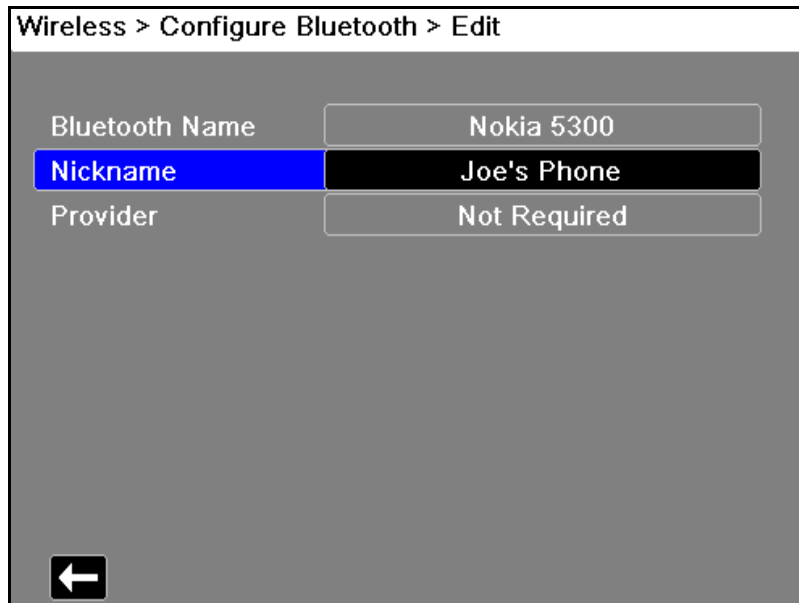 Wireless > Configure Bluetooth > Edit
Bluetooth Name Nokia 5300
Nickname Joe's Phone
Provider Not Required